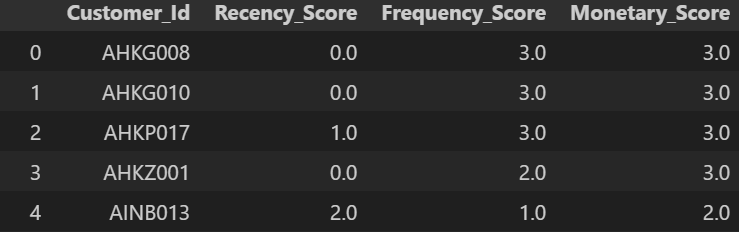 Customer_Id Recency_Score Frequency_Score Monetary_Score
0 AHKG008 0.0 3.0 3.0
1 AHKG010 0.0 3.0 3.0
2 AHKP017 1.0 3.0 3.0
3 AHKZ001 0.0 2.0 3.0
4 AINB013 2.0 1.0 2.0